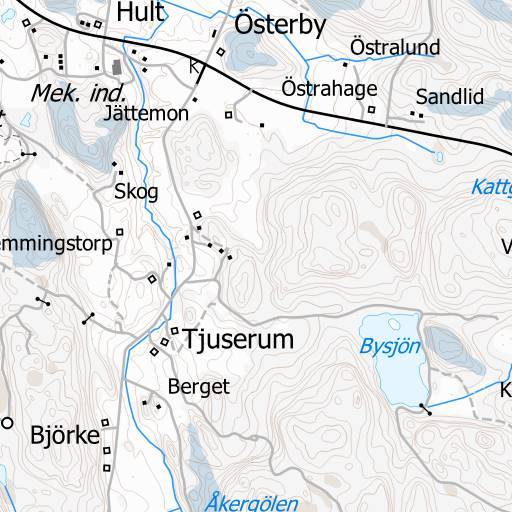 Hult
Österby
Östralund
K
Östrahage
Sandlid
Mek. ind.
Jättemon
Skog
Kattg
emmingstorp
V
Tjuserum
Bysjön
Berget
K
Björke
Åkergölen